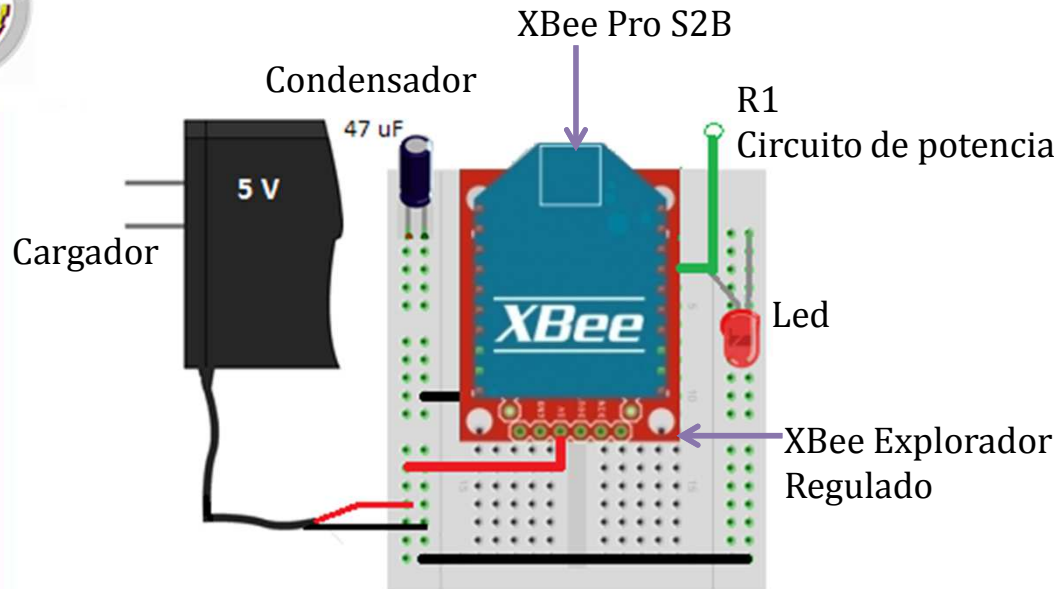 XBee Pro S2B
Condensador
R1
47 uF
Circuito de potencia
5 V
Cargador
XBee
Led
XBee Explorador
Regulado